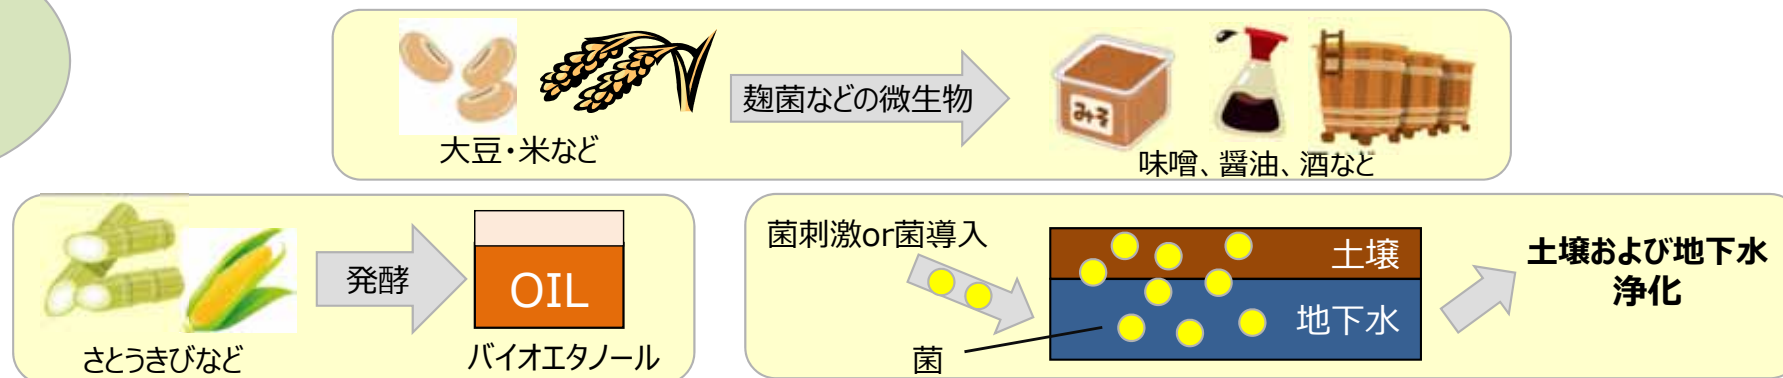 大豆・米など
麹菌などの微生物
みそ
味噌、醤油、酒など
さとうきびなど
発酵
OIL
バイオエタノール
菌刺激or菌導入
菌
土壌
地下水
土壌および地下水
浄化